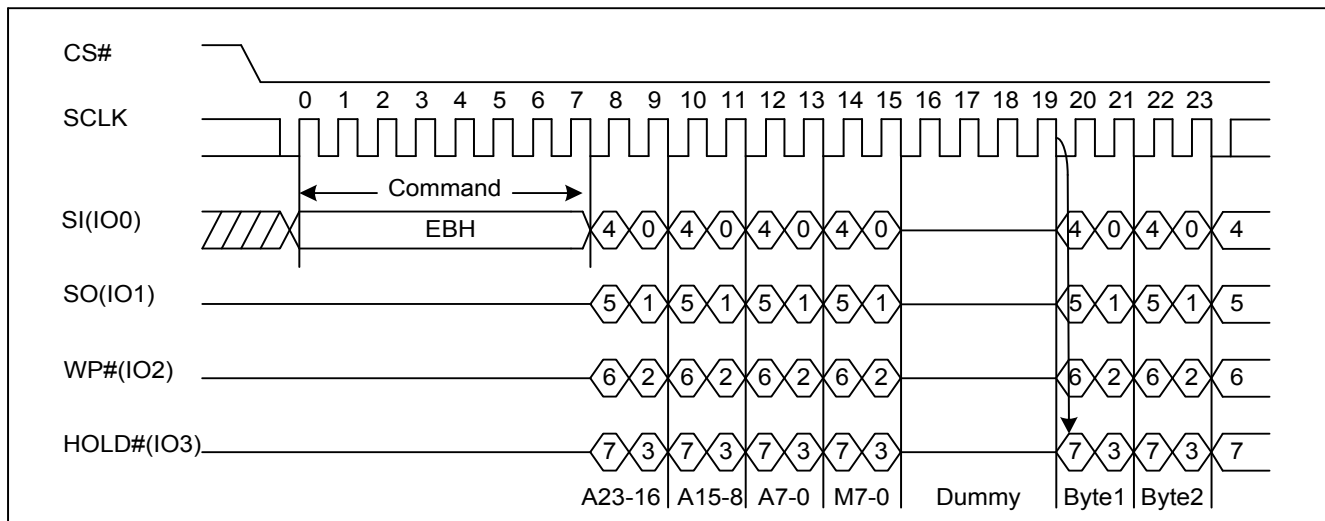 CS#
0 1 2 3 4 5 6 7 8 9 10 11 12 13 14 15 16 17 18 19 20 21 22 23
SCLK
Command
SI(IO0) EBH 4 0 4 0 4 0 4 0 4 0 4 0 4
SO(IO1) 5 1 5 1 5 1 5 1 5 1 5 1 5
WP#(IO2) 6 2 6 2 6 2 6 2 6 2 6 2 6
HOLD#(IO3) 7 3 7 3 7 3 7 3 7 3 7 3 7
A23-16 A15-8 A7-0 M7-0 Dummy Byte1 Byte2